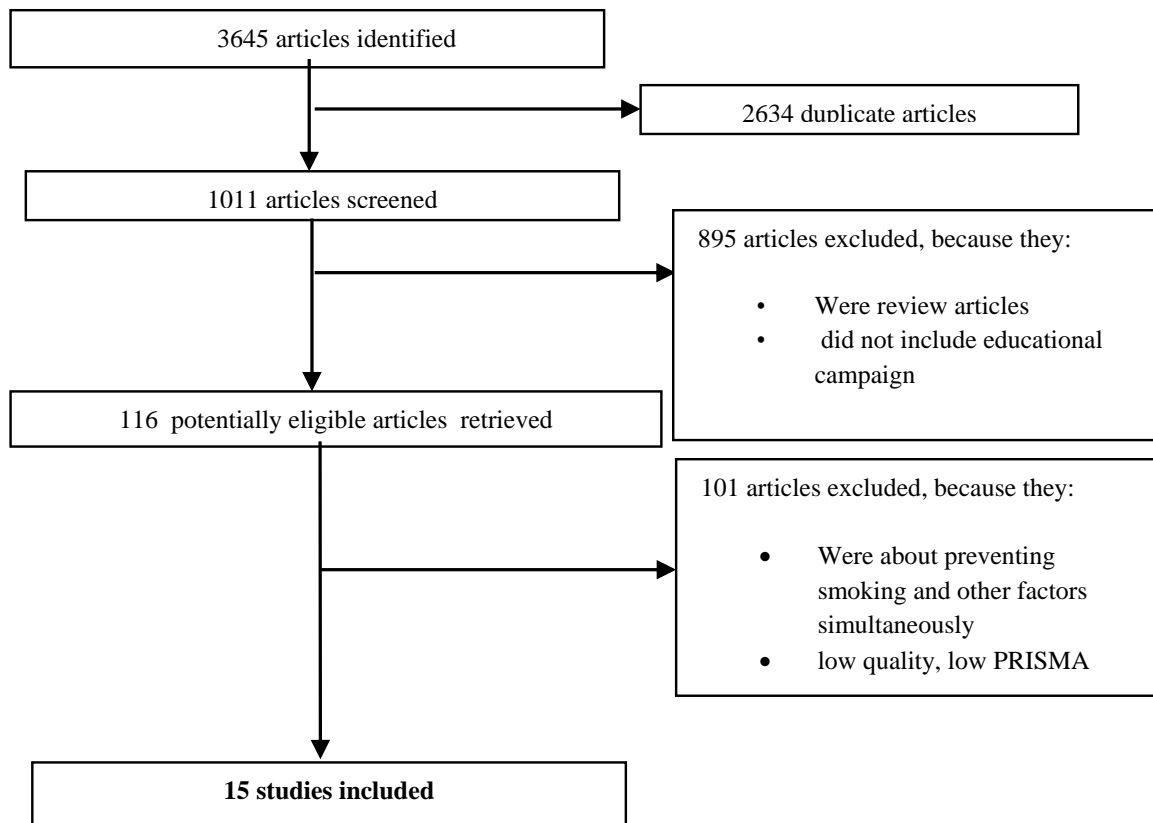 3645 articles identified
2634 duplicate articles
1011 articles screened
895 articles excluded, because they:
• Were review articles
• did not include educational
campaign
116 potentially eligible articles retrieved
101 articles excluded, because they:
• Were about preventing
smoking and other factors
simultaneously
• low quality, low PRISMA
15 studies included